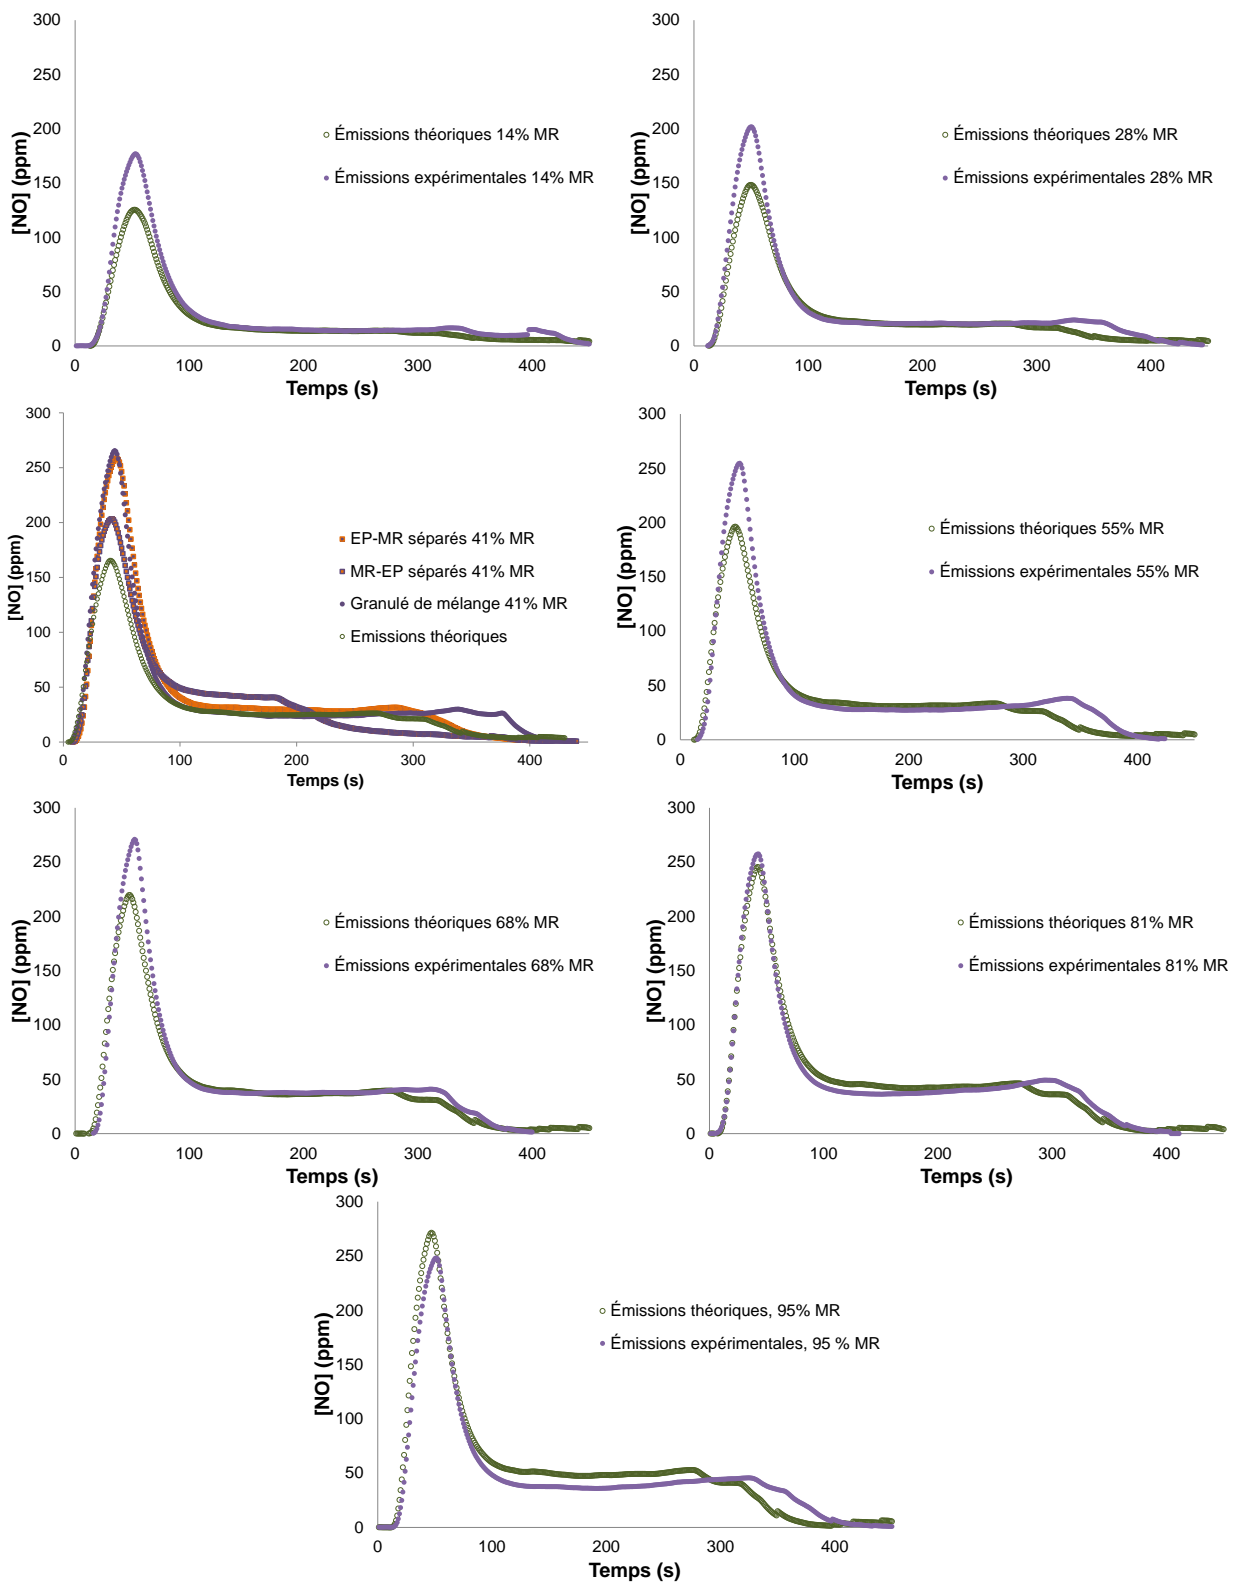 300
250
200
150
100
50
0
[NO] (ppm)
0 100 200 300 400
Temps (s)
Émissions théoriques 14% MR
Émissions expérimentales 14% MR
300
250
200
150
100
50
0
[NO] (ppm)
0 100 200 300 400
Temps (s)
Émissions théoriques 28% MR
Émissions expérimentales 28% MR
300
250
200
150
100
50
0
[NO] (ppm)
0 100 200 300 400
Temps (s)
EP-MR séparés 41% MR
MR-EP séparés 41% MR
Granulé de mélange 41% MR
Emissions théoriques
300
250
200
150
100
50
0
[NO] (ppm)
0 100 200 300 400
Temps (s)
Émissions théoriques 55% MR
Émissions expérimentales 55% MR
300
250
200
150
100
50
0
[NO] (ppm)
0 100 200 300 400
Temps (s)
Émissions théoriques 68% MR
Émissions expérimentales 68% MR
300
250
200
150
100
50
0
[NO] (ppm)
0 100 200 300 400
Temps (s)
Émissions théoriques 81% MR
Émissions expérimentales 81% MR
300
250
200
150
100
50
0
[NO] (ppm)
0 100 200 300 400
Temps (s)
Émissions théoriques, 95% MR
Émissions expérimentales, 95 % MR